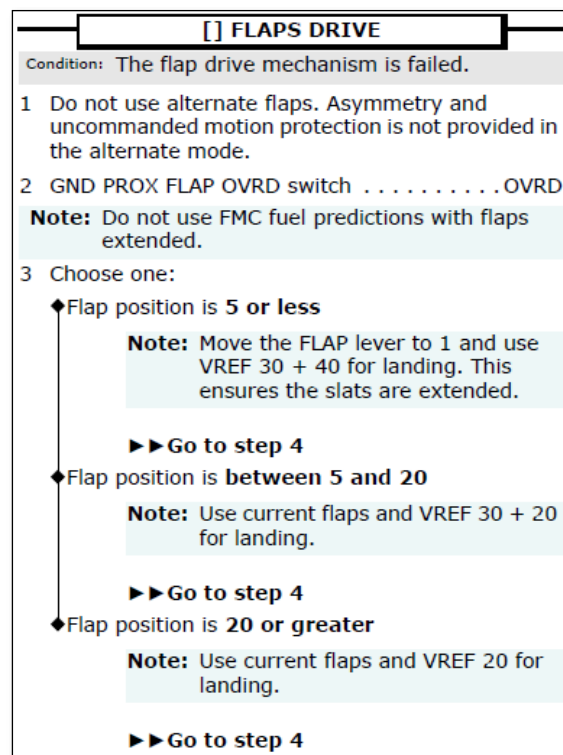 [] FLAPS DRIVE
Condition: The flap drive mechanism is failed.
1 Do not use alternate flaps. Asymmetry and
uncommanded motion protection is not provided in
the alternate mode.
2 GND PROX FLAP OVRD switch . . . . . . . . . . OVRD
Note: Do not use FMC fuel predictions with flaps
extended.
3 Choose one:
◆Flap position is 5 or less
Note: Move the FLAP lever to 1 and use
VREF 30 + 40 for landing. This
ensures the slats are extended.
►►Go to step 4
◆Flap position is between 5 and 20
Note: Use current flaps and VREF 30 + 20
for landing.
►►Go to step 4
◆Flap position is 20 or greater
Note: Use current flaps and VREF 20 for
landing.
►►Go to step 4